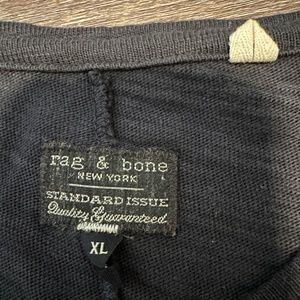 rag & bone
NEW YORK
STANDARD ISSUE
Quality Guaranteed
XL